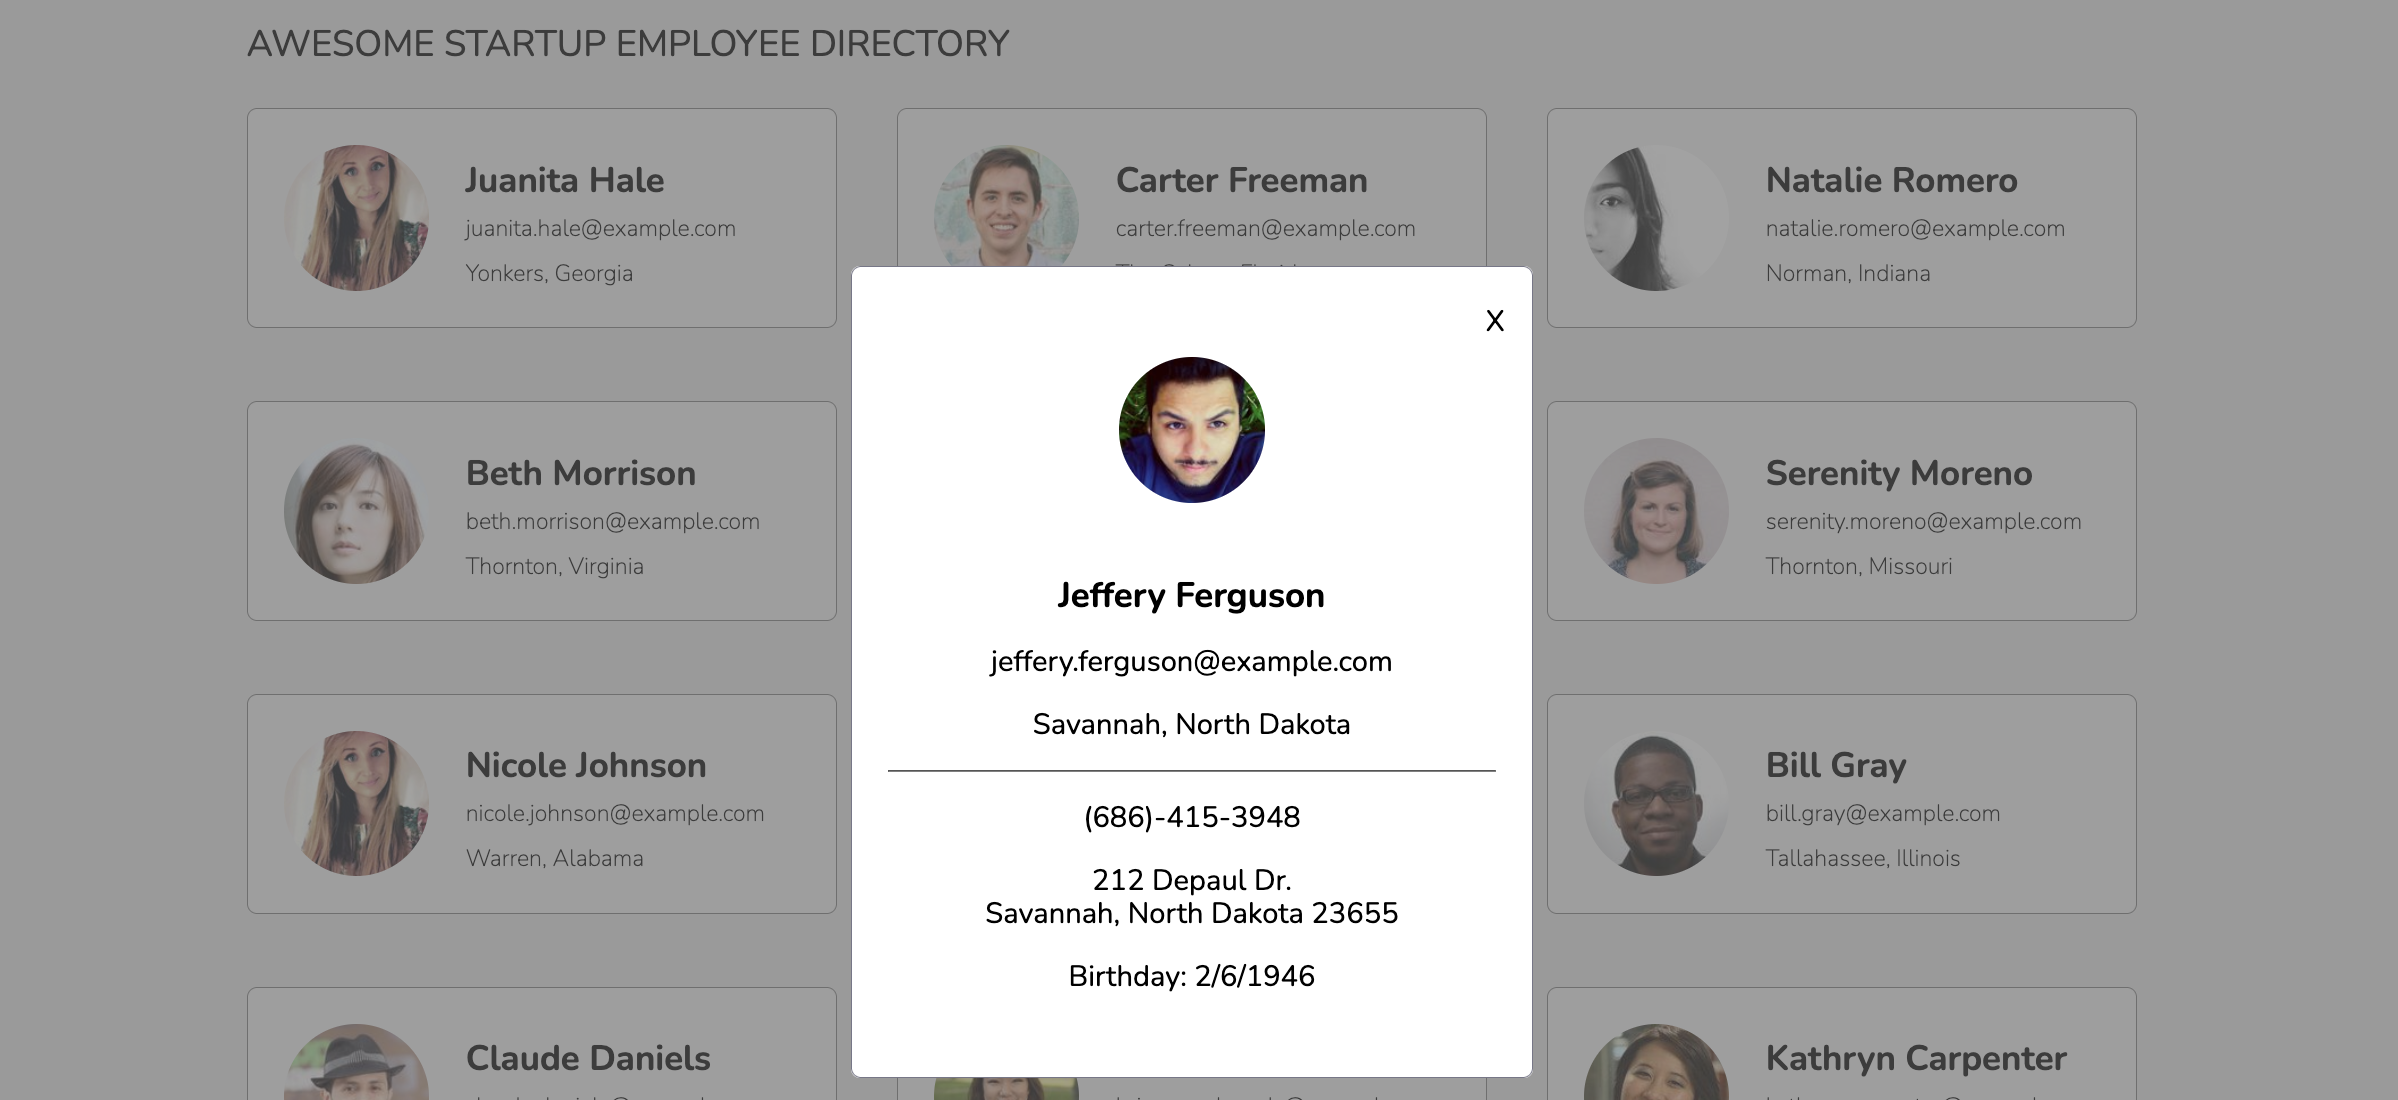 AWESOME STARTUP EMPLOYEE DIRECTORY
Juanita Hale
juanita.hale@example.com
Yonkers, Georgia
Carter Freeman
carter.freeman@example.com
Natalie Romero
natalie.romero@example.com
Norman, Indiana
Beth Morrison
beth.morrison@example.com
Thornton, Virginia
X
Jeffery Ferguson
jeffery.ferguson@example.com
Savannah, North Dakota
(686)-415-3948
212 Depaul Dr.
Savannah, North Dakota 23655
Birthday: 2/6/1946
Serenity Moreno
serenity.moreno@example.com
Thornton, Missouri
Nicole Johnson
nicole.johnson@example.com
Warren, Alabama
Bill Gray
bill.gray@example.com
Tallahassee, Illinois
Claude Daniels
Kathryn Carpenter